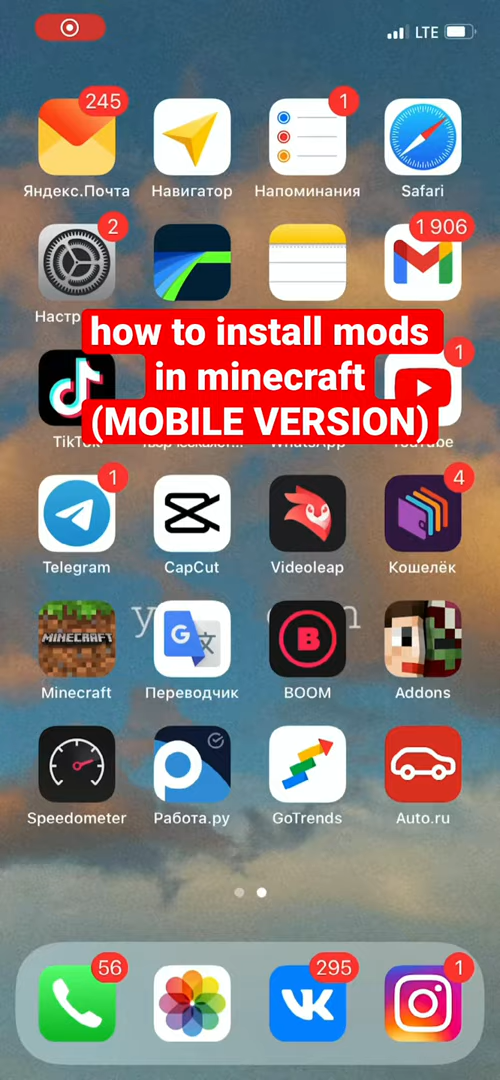 LTE
245
1
Яндекс.Почта
Навигатор
Напоминания
Safari
2
1 906
how to install mods
in minecraft
(MOBILE VERSION)
1
1
4
Telegram
CapCut
Videoleap
Кошелёк
MINECRAFT
G
B
Minecraft
Переводчик
BOOM
Addons
Speedometer
Работа.ру
GoTrends
Auto.ru
56
295
1